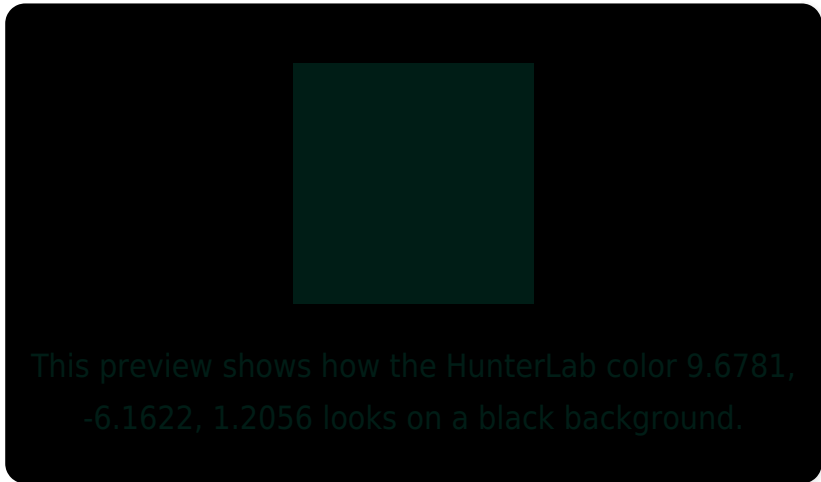 This preview shows how the HunterLab color 9.6781,
-6.1622, 1.2056 looks on a black background.